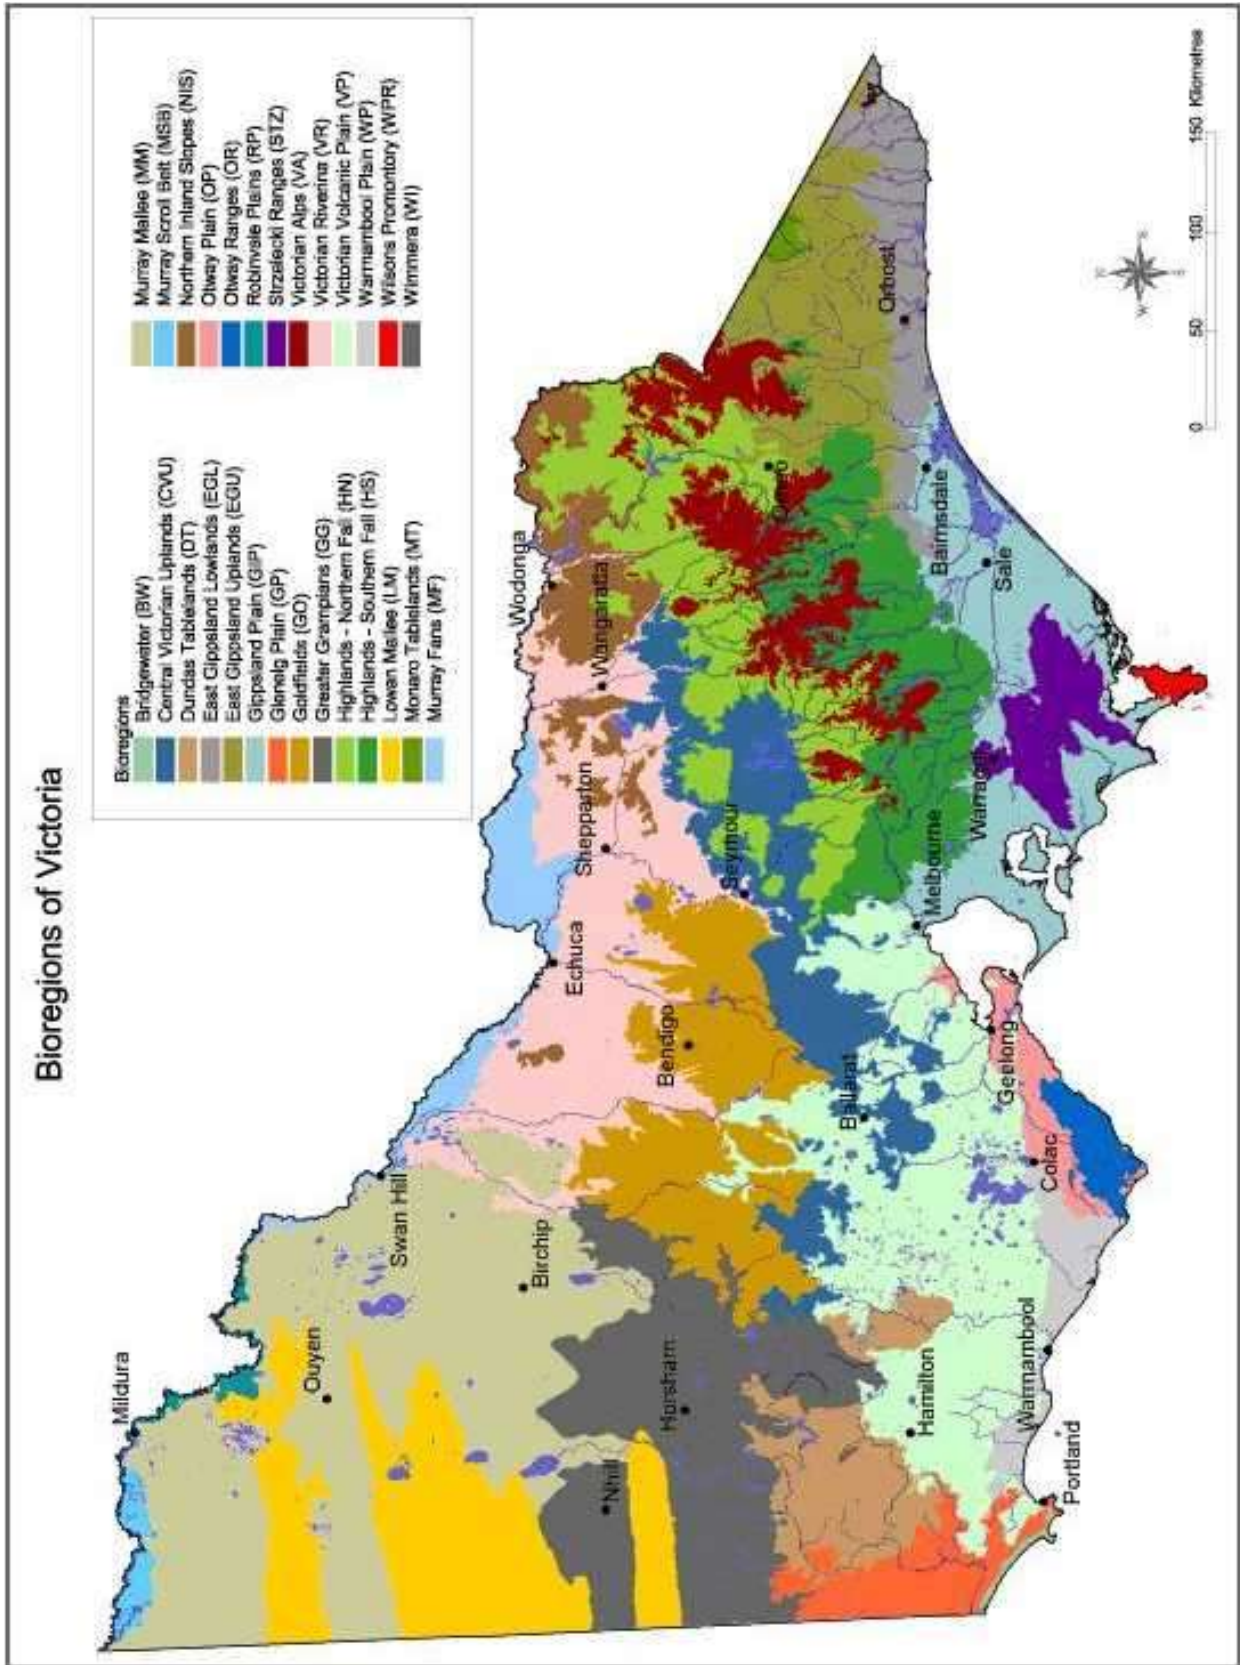 Bioregions of Victoria
Bioregions
Bridgewater (BW)
Central Victorian Uplands (CVU)
Dundas Tablelands (DT)
East Gippsland Lowlands (EGL)
East Gippsland Uplands (EGU)
Gippsland Plain (GIP)
Glenelg Plain (GP)
Goldfields (GO)
Greater Grampians (GG)
Highlands - Northern Fall (HN)
Highlands - Southern Fall (HS)
Lowan Mallee (LM)
Monaro Tablelands (MT)
Murray Fans (MF)
Murray Mallee (MM)
Murray Scroll Belt (MSB)
Northern Inland Slopes (NIS)
Otway Plain (OP)
Otway Ranges (OR)
Robinvale Plains (RP)
Strzelecki Ranges (STZ)
Victorian Alps (VA)
Victorian Riverina (VR)
Victorian Volcanic Plain (VP)
Warrnambool Plain (WP)
Wilsons Promontory (WPR)
Wimmera (WI)
Mildura
Ouyen
Swan Hill
Birchip
Nhill
Horsham
Echuca
Bendigo
Shepparton
Wangaratta
Wodonga
Seymour
Omeo
Orbost
Bairnsdale
Sale
Warragul
Melbourne
Ballarat
Geelong
Colac
Hamilton
Warrnambool
Portland
N
W
E
S
0 50 100 150 Kilometres